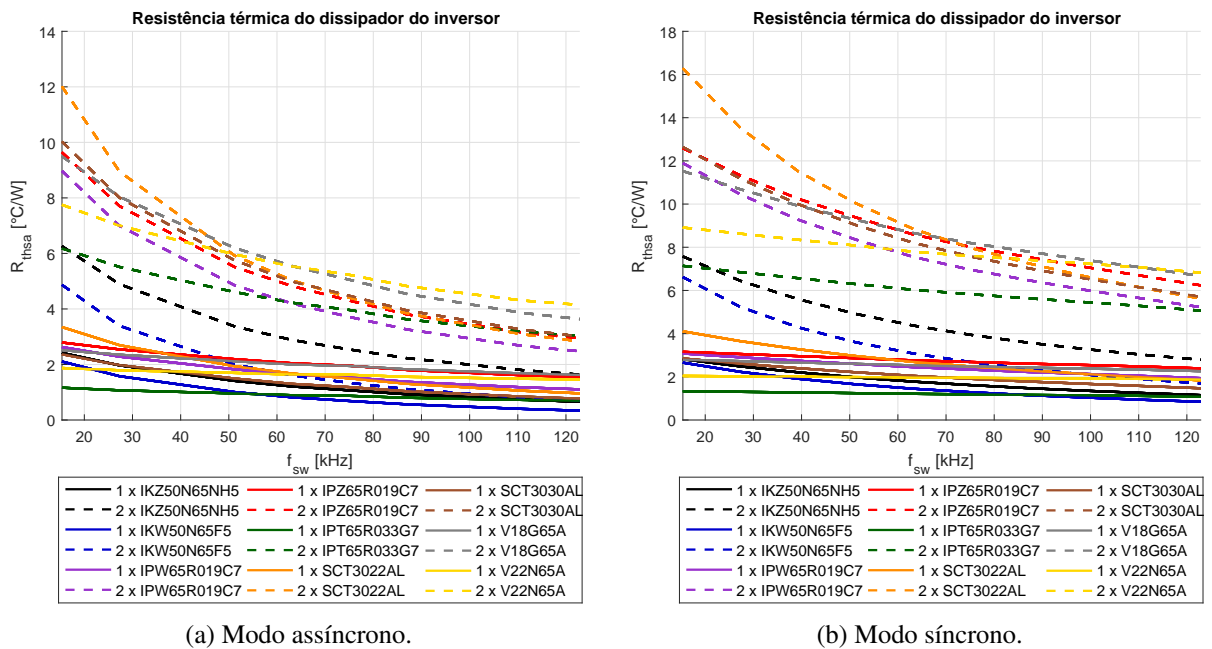 Resistência térmica do dissipador do inversor
14
12
10
8
6
4
2
0
R_thsa [°C/W]
20 30 40 50 60 70 80 90 100 110 120
f_sw [kHz]
1 x IKZ50N65NH5 1 x IPZ65R019C7 1 x SCT3030AL
2 x IKZ50N65NH5 2 x IPZ65R019C7 2 x SCT3030AL
1 x IKW50N65F5 1 x IPT65R033G7 1 x V18G65A
2 x IKW50N65F5 2 x IPT65R033G7 2 x V18G65A
1 x IPW65R019C7 1 x SCT3022AL 1 x V22N65A
2 x IPW65R019C7 2 x SCT3022AL 2 x V22N65A
(a) Modo assíncrono.
Resistência térmica do dissipador do inversor
18
16
14
12
10
8
6
4
2
0
R_thsa [°C/W]
20 30 40 50 60 70 80 90 100 110 120
f_sw [kHz]
1 x IKZ50N65NH5 1 x IPZ65R019C7 1 x SCT3030AL
2 x IKZ50N65NH5 2 x IPZ65R019C7 2 x SCT3030AL
1 x IKW50N65F5 1 x IPT65R033G7 1 x V18G65A
2 x IKW50N65F5 2 x IPT65R033G7 2 x V18G65A
1 x IPW65R019C7 1 x SCT3022AL 1 x V22N65A
2 x IPW65R019C7 2 x SCT3022AL 2 x V22N65A
(b) Modo síncrono.